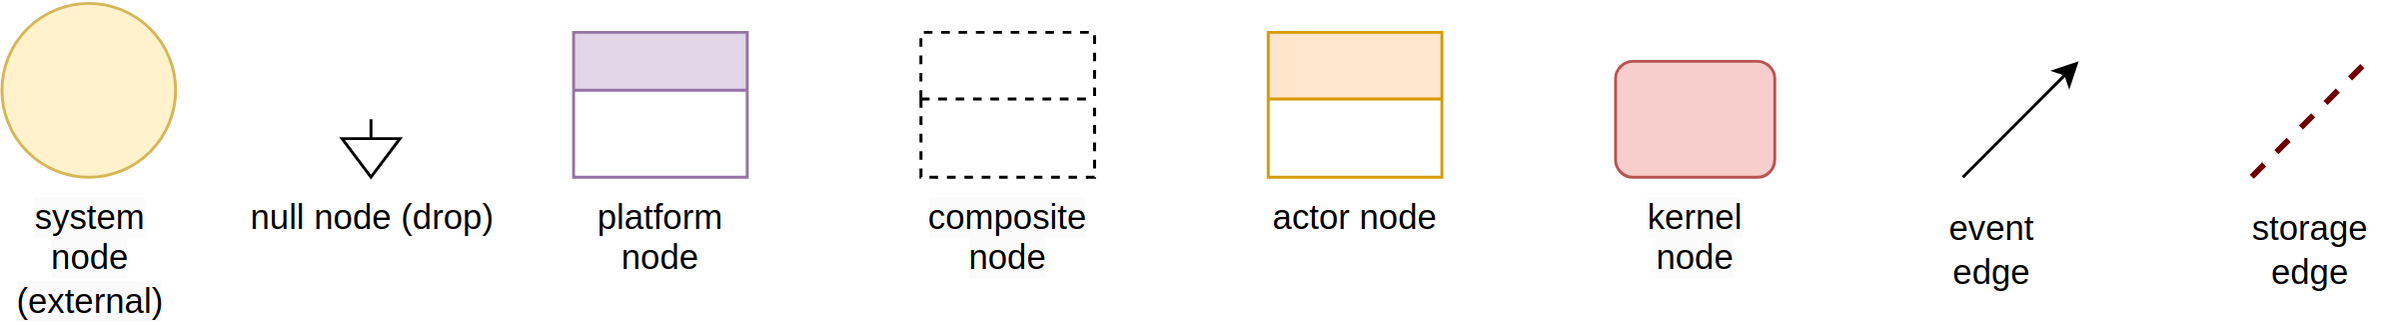 system
node
(external)
null node (drop)
platform
node
composite
node
actor node
kernel
node
event
edge
storage
edge